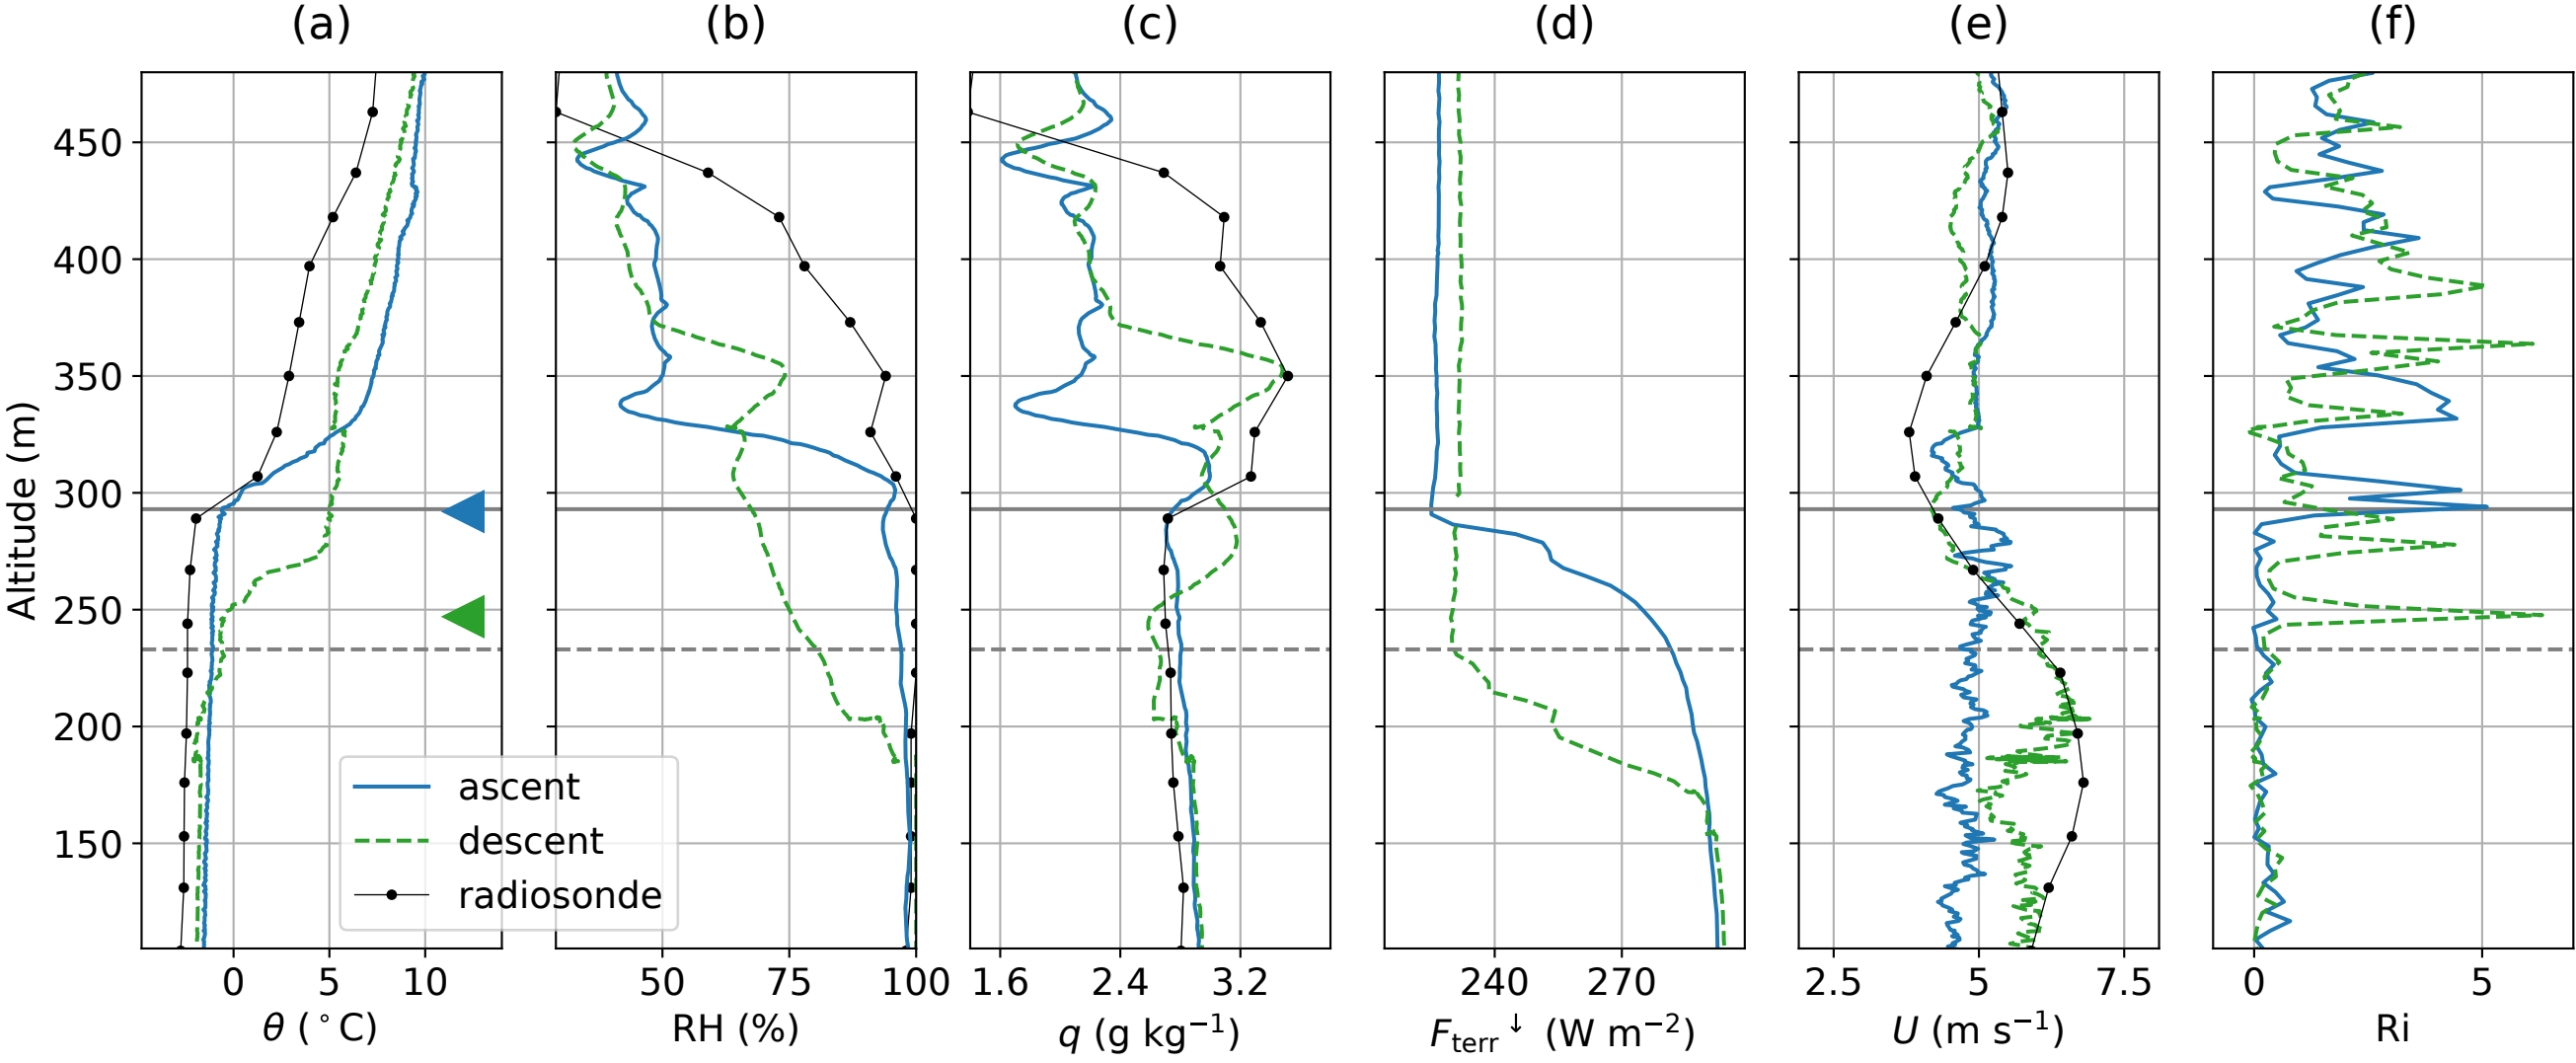 (a) (b) (c) (d) (e) (f)
Altitude (m)
450
400
350
300
250
200
150
ascent
descent
radiosonde
0 5 10 50 75 100 1.6 2.4 3.2 240 270 2.5 5 7.5 0 5
θ (°C) RH (%) q (g kg⁻¹) F_terr↓ (W m⁻²) U (m s⁻¹) Ri